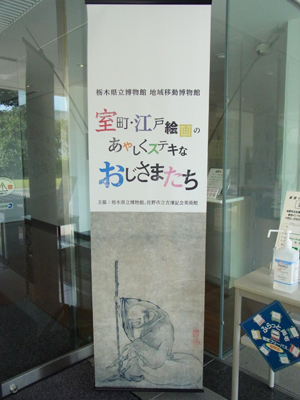 栃木県立博物館 地域移動博物館
室町・江戸絵画の
あやしくステキな
おじさまたち
主催：栃木県立博物館、佐野市立吉澤記念美術館